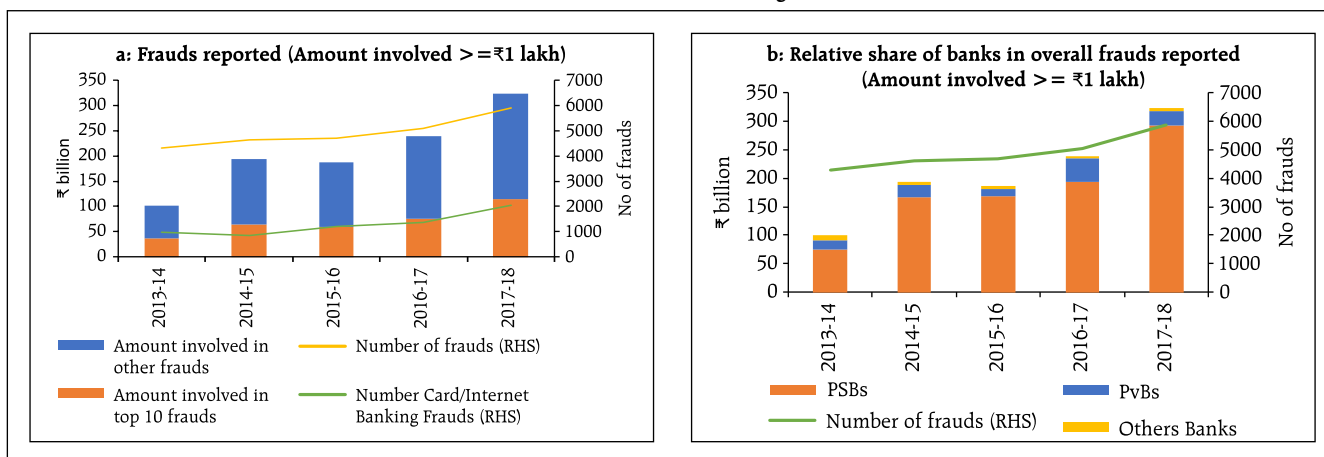 a: Frauds reported (Amount involved >=₹1 lakh)
₹ billion
350
300
250
200
150
100
50
0
7000
6000
5000
4000
3000
2000
1000
0
No of frauds
2013-14
2014-15
2015-16
2016-17
2017-18
Amount involved in
other frauds
Number of frauds (RHS)
Amount involved in
top 10 frauds
Number Card/Internet
Banking Frauds (RHS)
b: Relative share of banks in overall frauds reported
(Amount involved >= ₹1 lakh)
₹ billion
350
300
250
200
150
100
50
0
7000
6000
5000
4000
3000
2000
1000
0
No of frauds
2013-14
2014-15
2015-16
2016-17
2017-18
PSBs
PvBs
Number of frauds (RHS)
Others Banks